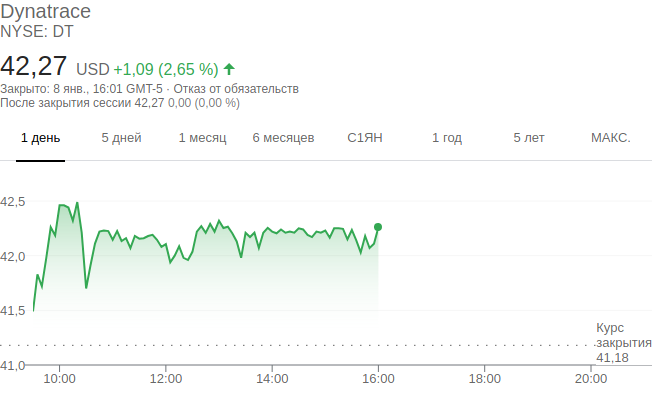 Dynatrace
NYSE: DT
42,27 USD +1,09 (2,65 %)
Закрыто: 8 янв., 16:01 GMT-5 · Отказ от обязательств
После закрытия сессии 42,27 0,00 (0,00 %)
1 день 5 дней 1 месяц 6 месяцев С1ЯН 1 год 5 лет МАКС.
42,5
42,0
41,5
Курс
закрытия
41,18
41,0
10:00 12:00 14:00 16:00 18:00 20:00